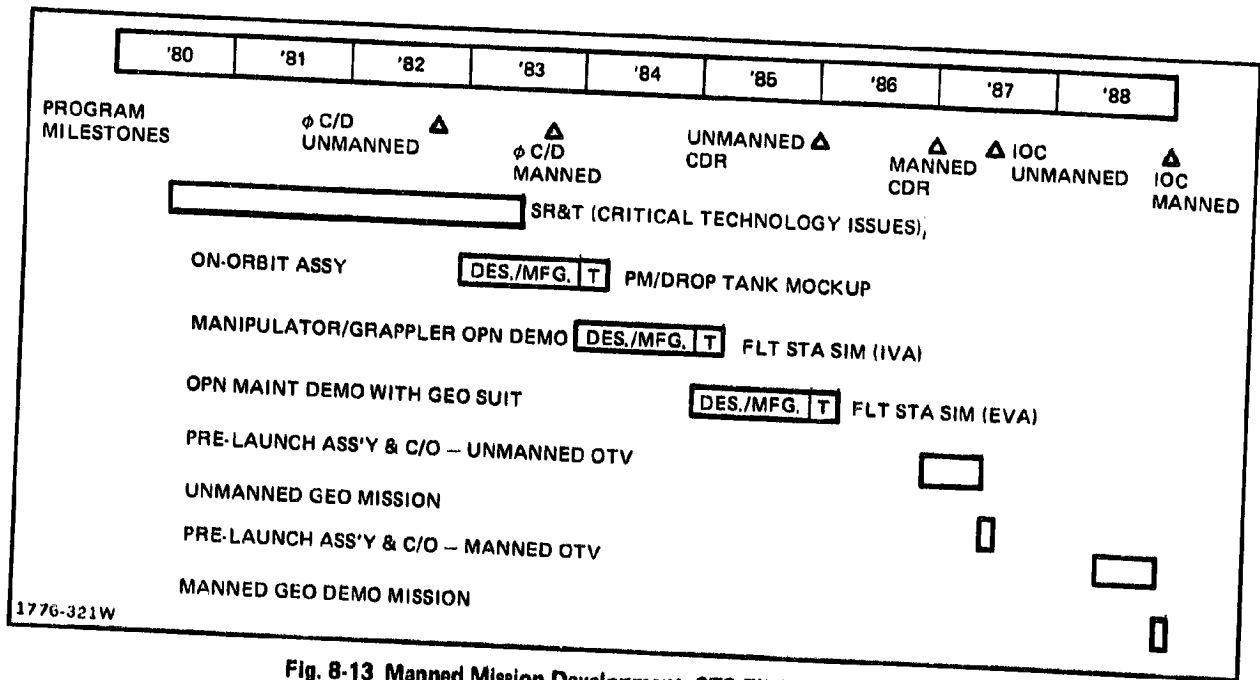 '80 '81 '82 '83 '84 '85 '86 '87 '88
PROGRAM
MILESTONES
φ C/D
UNMANNED
φ C/D
MANNED
UNMANNED
CDR
MANNED
CDR
IOC
UNMANNED
IOC
MANNED
SR&T (CRITICAL TECHNOLOGY ISSUES),
ON-ORBIT ASSY DES./MFG. T PM/DROP TANK MOCKUP
MANIPULATOR/GRAPPLER OPN DEMO DES./MFG. T FLT STA SIM (IVA)
OPN MAINT DEMO WITH GEO SUIT DES./MFG. T FLT STA SIM (EVA)
PRE-LAUNCH ASS'Y & C/O – UNMANNED OTV
UNMANNED GEO MISSION
PRE-LAUNCH ASS'Y & C/O – MANNED OTV
MANNED GEO DEMO MISSION
1776-321W
Fig. 8-13 Manned Mission Development